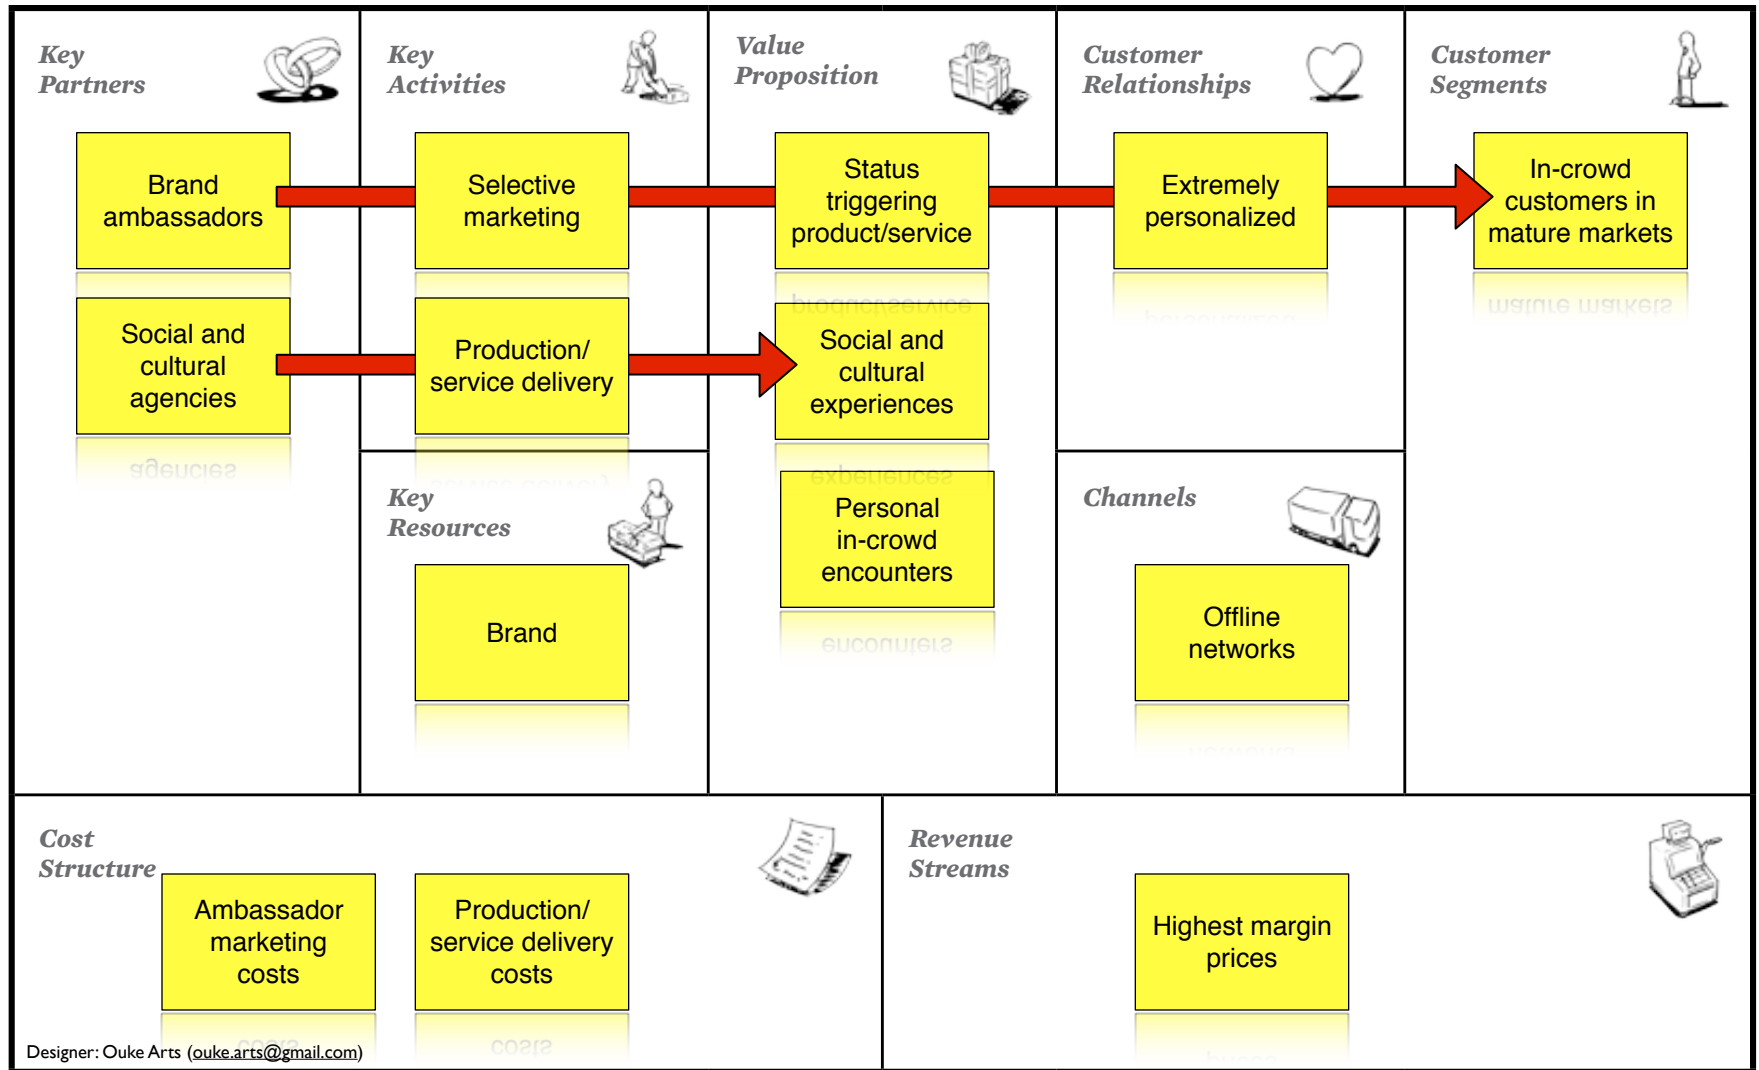 Key
Partners
Brand
ambassadors
Social and
cultural
agencies
Key
Activities
Selective
marketing
Production/
service delivery
Key
Resources
Brand
Value
Proposition
Status
triggering
product/service
Social and
cultural
experiences
Personal
in-crowd
encounters
Customer
Relationships
Extremely
personalized
Channels
Offline
networks
Customer
Segments
In-crowd
customers in
mature markets
Cost
Structure
Ambassador
marketing
costs
Production/
service delivery
costs
Revenue
Streams
Highest margin
prices
Designer: Ouke Arts (ouke.arts@gmail.com)